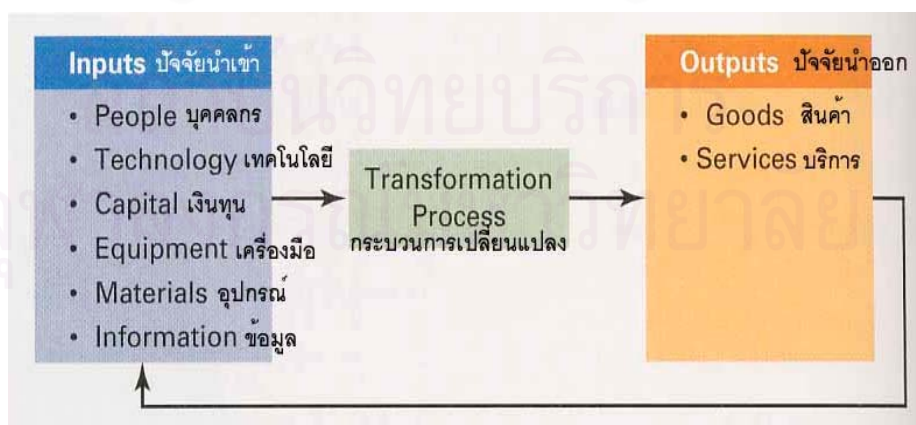 Inputs ปัจจัยนำเข้า
• People บุคคลกร
• Technology เทคโนโลยี
• Capital เงินทุน
• Equipment เครื่องมือ
• Materials อุปกรณ์
• Information ข้อมูล
Transformation
Process
กระบวนการเปลี่ยนแปลง
Outputs ปัจจัยนำออก
• Goods สินค้า
• Services บริการ